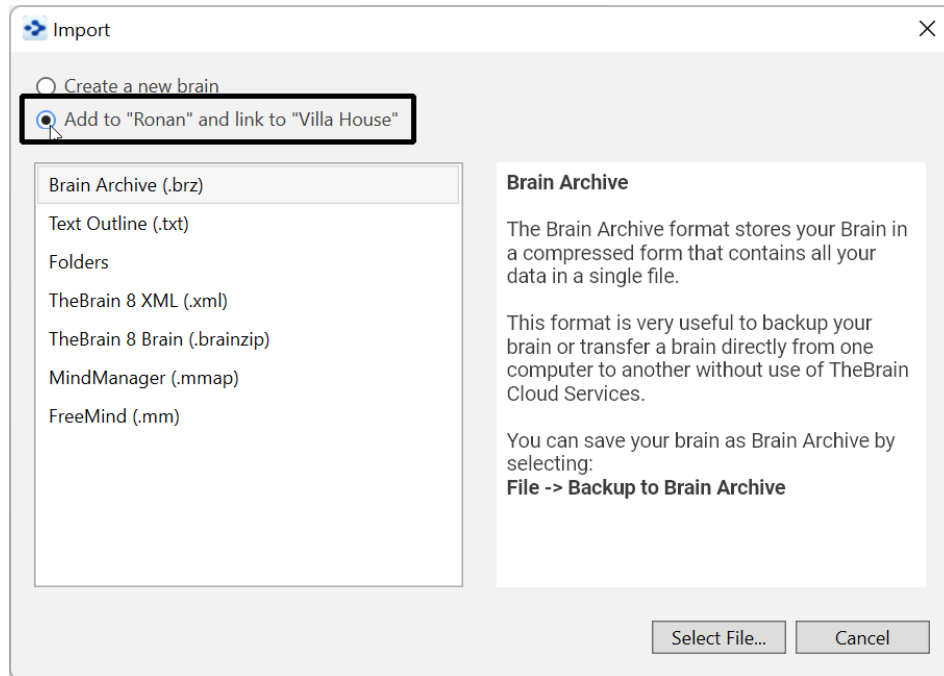 Import
Create a new brain
Add to "Ronan" and link to "Villa House"
Brain Archive (.brz)
Text Outline (.txt)
Folders
TheBrain 8 XML (.xml)
TheBrain 8 Brain (.brainzip)
MindManager (.mmap)
FreeMind (.mm)
Brain Archive
The Brain Archive format stores your Brain in
a compressed form that contains all your
data in a single file.
This format is very useful to backup your
brain or transfer a brain directly from one
computer to another without use of TheBrain
Cloud Services.
You can save your brain as Brain Archive by
selecting:
File -> Backup to Brain Archive
Select File...
Cancel